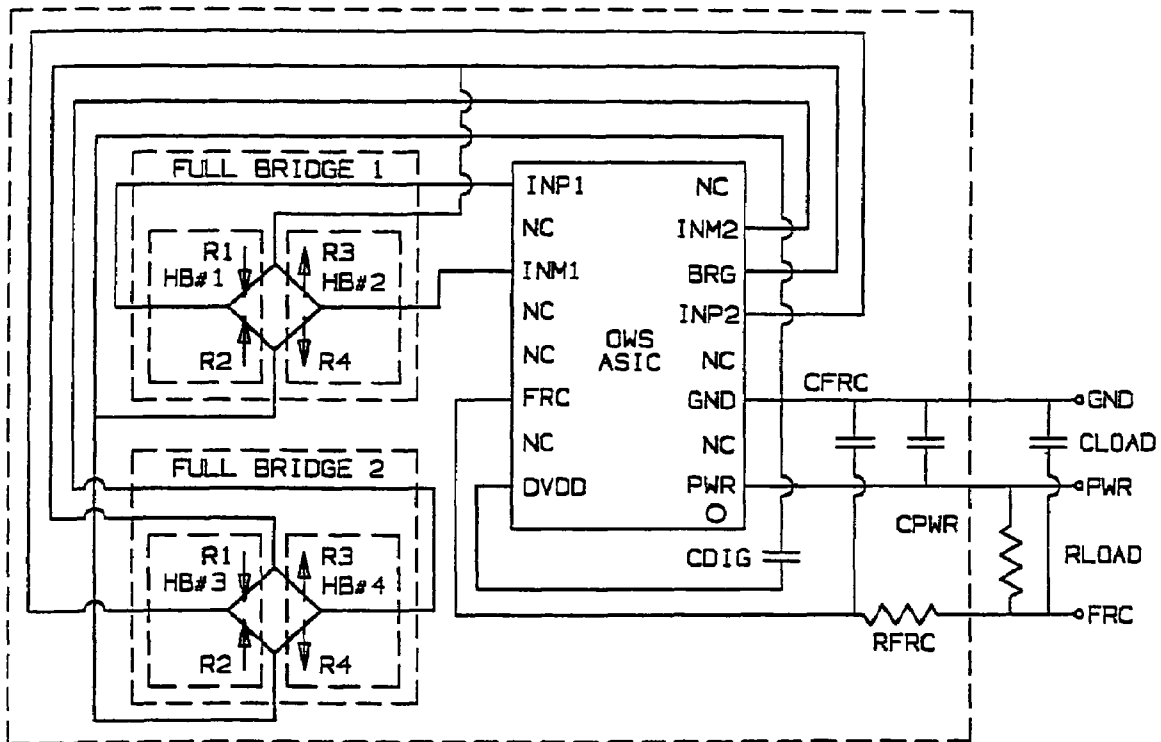 FULL BRIDGE 1
R1
HB#1
R2
R3
HB#2
R4
FULL BRIDGE 2
R1
HB#3
R2
R3
HB#4
R4
INP1
NC
INM1
NC
NC
FRC
NC
DVDD
OWS
ASIC
NC
INM2
BRG
INP2
NC
GND
NC
PWR
CFRC
CDIG
CPWR
RFRC
GND
CLOAD
PWR
RLOAD
FRC